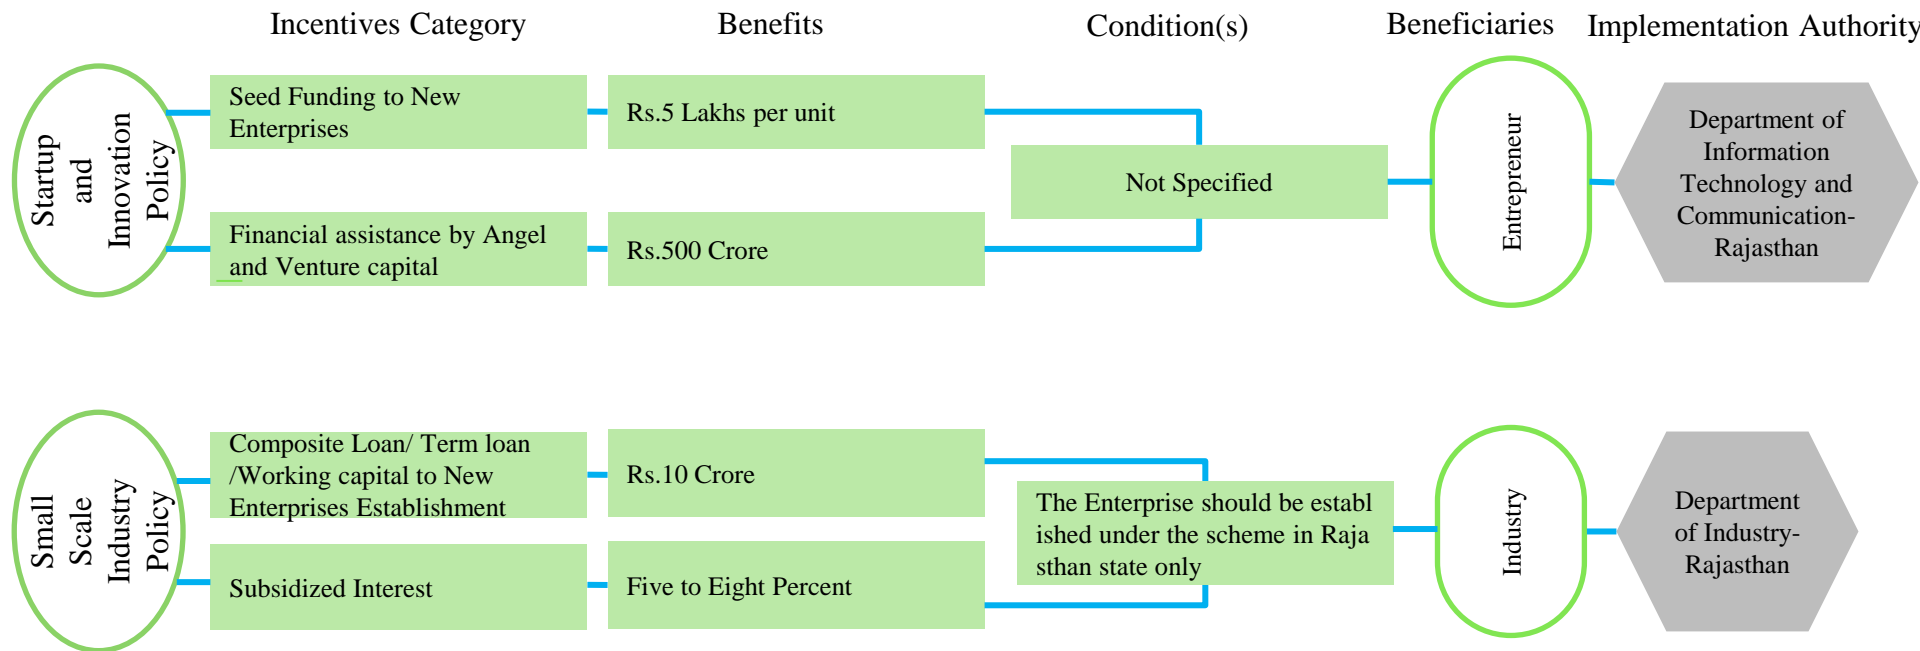 Incentives Category
Benefits
Condition(s)
Beneficiaries
Implementation Authority
Startup
and
Innovation
Policy
Seed Funding to New
Enterprises
Rs.5 Lakhs per unit
Financial assistance by Angel
and Venture capital
Rs.500 Crore
Not Specified
Entrepreneur
Department of
Information
Technology and
Communication-
Rajasthan
Small
Scale
Industry
Policy
Composite Loan/ Term loan
/Working capital to New
Enterprises Establishment
Rs.10 Crore
Subsidized Interest
Five to Eight Percent
The Enterprise should be establ
ished under the scheme in Raja
sthan state only
Industry
Department
of Industry-
Rajasthan